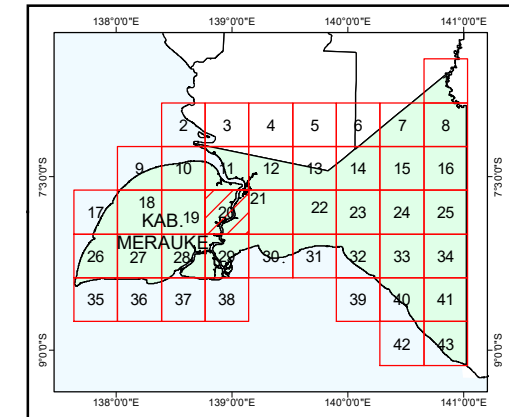 138°0'0"E 139°0'0"E 140°0'0"E 141°0'0"E
2 3 4 5 6 7 8
7°30'0"S 9 10 11 12 13 14 15 16 7°30'0"S
17 18 19 20 21 22 23 24 25
KAB.
MERAUKE
26 27 28 29 30 31 32 33 34
35 36 37 38 39 40 41
9°0'0"S 42 43 9°0'0"S
138°0'0"E 139°0'0"E 140°0'0"E 141°0'0"E